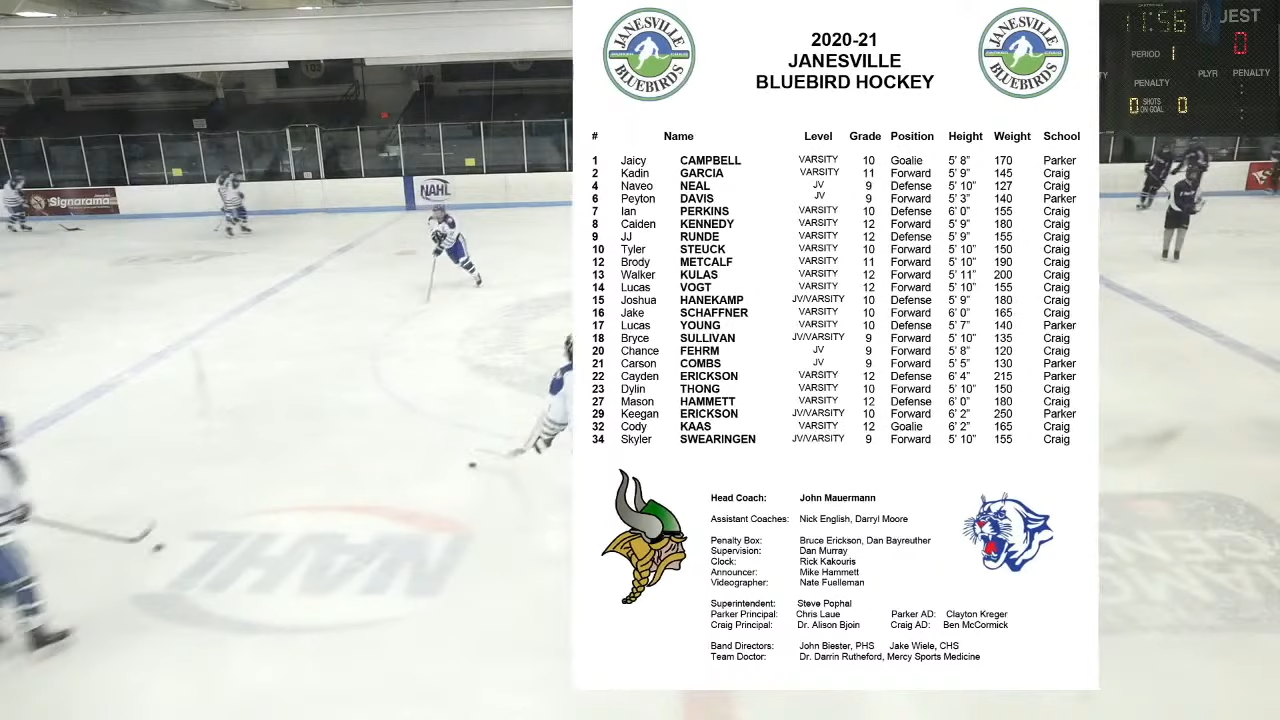 JANESVILLE
BLUEBIRDS
2020-21
JANESVILLE
BLUEBIRD HOCKEY
JANESVILLE
BLUEBIRDS
# Name Level Grade Position Height Weight School
1 Jaicy CAMPBELL VARSITY 10 Goalie 5' 8" 170 Parker
2 Kadin GARCIA VARSITY 11 Forward 5' 9" 145 Craig
4 Naveo NEAL JV 9 Defense 5' 10" 127 Craig
6 Peyton DAVIS JV 9 Forward 5' 3" 140 Parker
7 Ian PERKINS VARSITY 10 Defense 6' 0" 155 Craig
8 Caiden KENNEDY VARSITY 12 Forward 5' 9" 180 Craig
9 JJ RUNDE VARSITY 12 Defense 5' 9" 155 Craig
10 Tyler STEUCK VARSITY 10 Forward 5' 10" 150 Craig
12 Brody METCALF VARSITY 11 Forward 5' 10" 190 Craig
13 Walker KULAS VARSITY 12 Forward 5' 11" 200 Craig
14 Lucas VOGT VARSITY 12 Forward 5' 10" 155 Craig
15 Joshua HANEKAMP JV/VARSITY 10 Defense 5' 9" 180 Craig
16 Jake SCHAFFNER VARSITY 10 Forward 6' 0" 165 Craig
17 Lucas YOUNG VARSITY 10 Defense 5' 7" 140 Parker
18 Bryce SULLIVAN JV/VARSITY 9 Forward 5' 10" 135 Craig
20 Chance FEHRM JV 9 Forward 5' 8" 120 Craig
21 Carson COMBS JV 9 Forward 5' 5" 130 Parker
22 Cayden ERICKSON VARSITY 12 Defense 6' 4" 215 Parker
23 Dylin THONG VARSITY 10 Forward 5' 10" 150 Craig
27 Mason HAMMETT VARSITY 12 Defense 6' 0" 180 Craig
29 Keegan ERICKSON JV/VARSITY 10 Forward 6' 2" 250 Parker
32 Cody KAAS VARSITY 12 Goalie 6' 2" 165 Craig
34 Skyler SWEARINGEN JV/VARSITY 9 Forward 5' 10" 155 Craig
Head Coach: John Mauermann
Assistant Coaches: Nick English, Darryl Moore
Penalty Box: Bruce Erickson, Dan Bayreuther
Supervision: Dan Murray
Clock: Rick Kakouris
Announcer: Mike Hammett
Videographer: Nate Fuelleman
Superintendent: Steve Pophal
Parker Principal: Chris Laue Parker AD: Clayton Kreger
Craig Principal: Dr. Alison Bjoin Craig AD: Ben McCormick
Band Directors: John Biester, PHS Jake Wiele, CHS
Team Doctor: Dr. Darrin Rutheford, Mercy Sports Medicine
11:56
PERIOD 1
0
PENALTY PLYR PENALTY
0 SHOTS ON GOAL 0
102
Signarama
NAHL